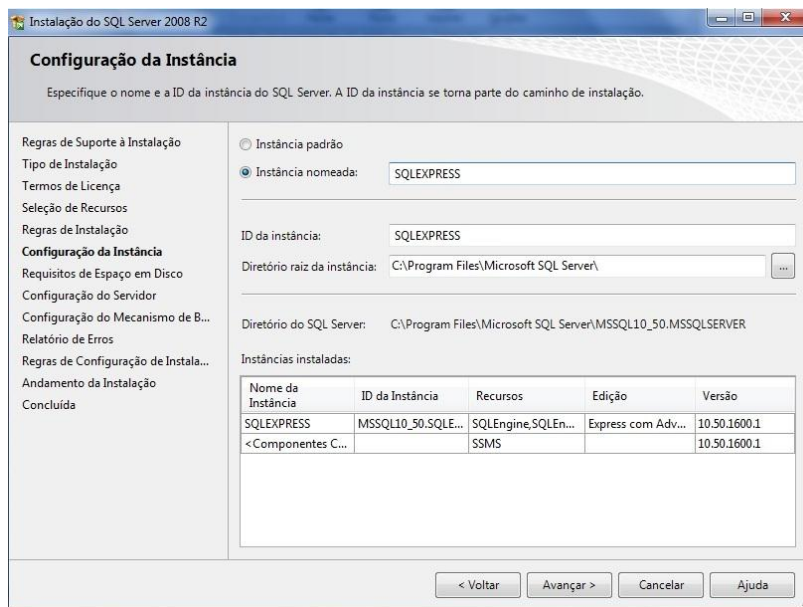 Instalação do SQL Server 2008 R2
Configuração da Instância
Especifique o nome e a ID da instância do SQL Server. A ID da instância se torna parte do caminho de instalação.
Regras de Suporte à Instalação
Tipo de Instalação
Termos de Licença
Seleção de Recursos
Regras de Instalação
Configuração da Instância
Requisitos de Espaço em Disco
Configuração do Servidor
Configuração do Mecanismo de B...
Relatório de Erros
Regras de Configuração de Instala...
Andamento da Instalação
Concluída
Instância padrão
Instância nomeada: SQLEXPRESS
ID da instância: SQLEXPRESS
Diretório raiz da instância: C:\Program Files\Microsoft SQL Server\ ...
Diretório do SQL Server: C:\Program Files\Microsoft SQL Server\MSSQL10_50.MSSQLSERVER
Instâncias instaladas:
Nome da Instância ID da Instância Recursos Edição Versão
SQLEXPRESS MSSQL10_50.SQLE... SQLEngine,SQLEn... Express com Adv... 10.50.1600.1
<Componentes C... SSMS 10.50.1600.1
< Voltar Avançar > Cancelar Ajuda